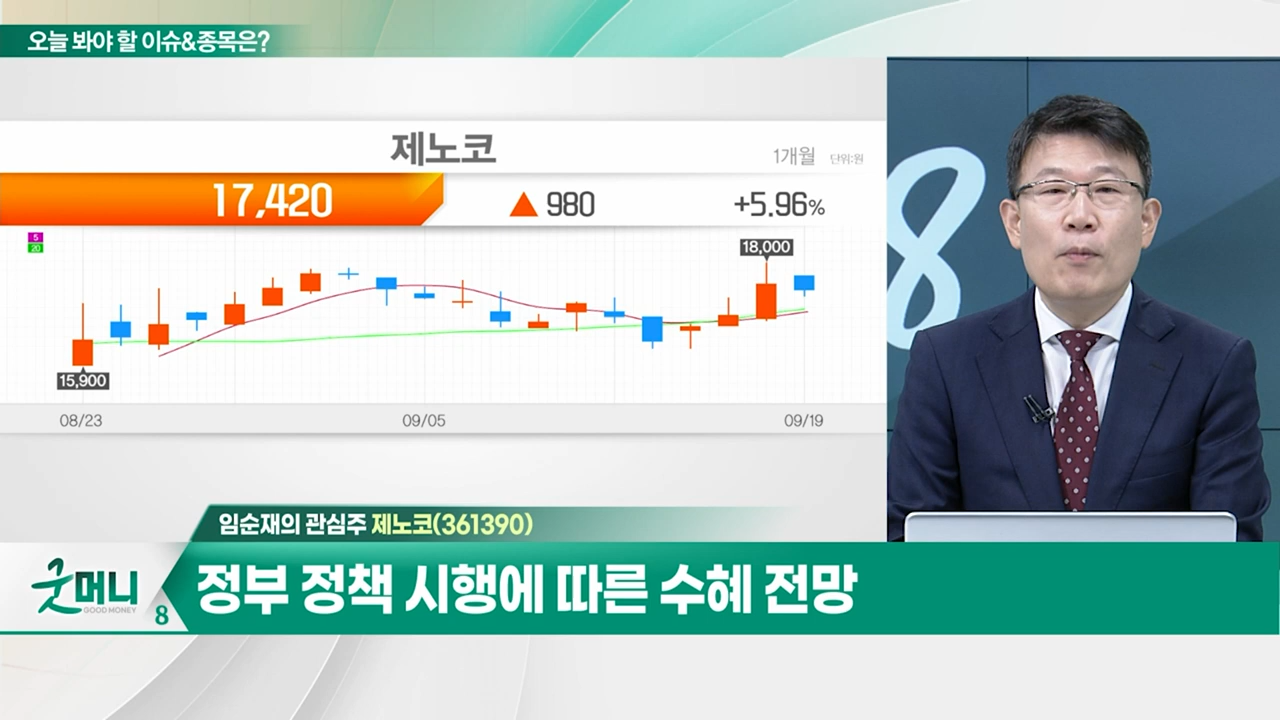 오늘 봐야 할 이슈&종목은?
제노코
1개월 단위:원
17,420 ▲ 980 +5.96%
5
20
18,000
15,900
08/23 09/05 09/19
8
임순재의 관심주 제노코(361390)
정부 정책 시행에 따른 수혜 전망
굿머니
GOOD MONEY
8